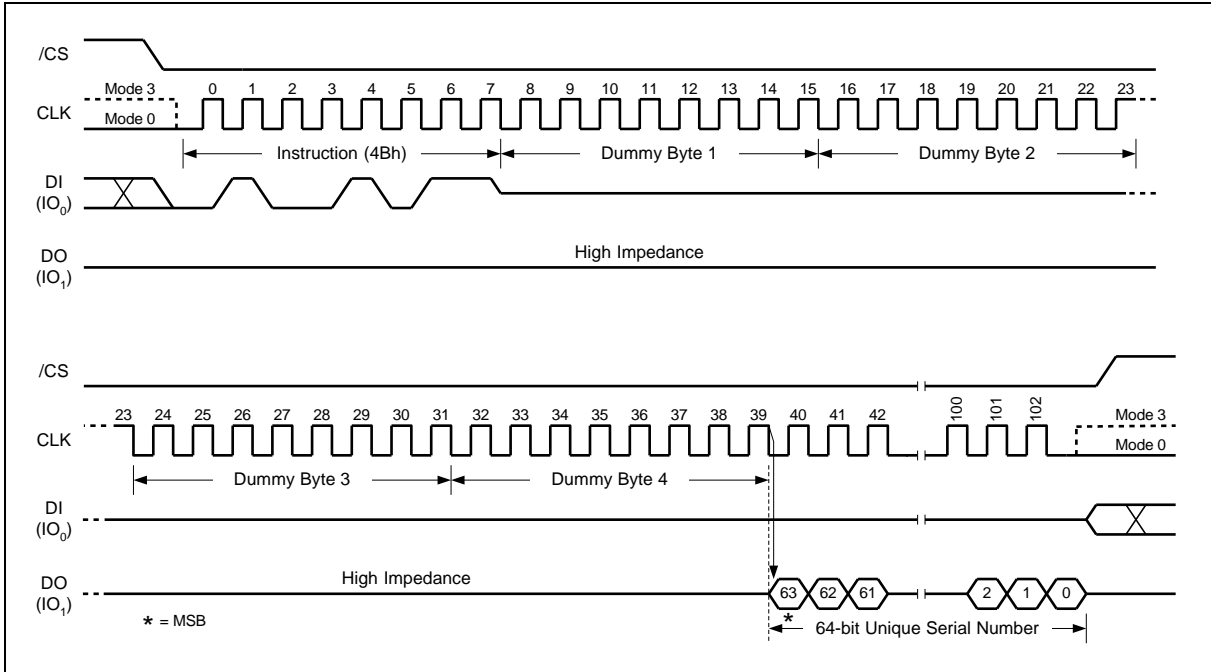 /CS
Mode 3 0 1 2 3 4 5 6 7 8 9 10 11 12 13 14 15 16 17 18 19 20 21 22 23
CLK
Mode 0
Instruction (4Bh) Dummy Byte 1 Dummy Byte 2
DI
(IO0)
High Impedance
DO
(IO1)
/CS
23 24 25 26 27 28 29 30 31 32 33 34 35 36 37 38 39 40 41 42 100 101 102 Mode 3
CLK
Mode 0
Dummy Byte 3 Dummy Byte 4
DI
(IO0)
High Impedance
DO
(IO1)
63 62 61 2 1 0
* = MSB
*
64-bit Unique Serial Number